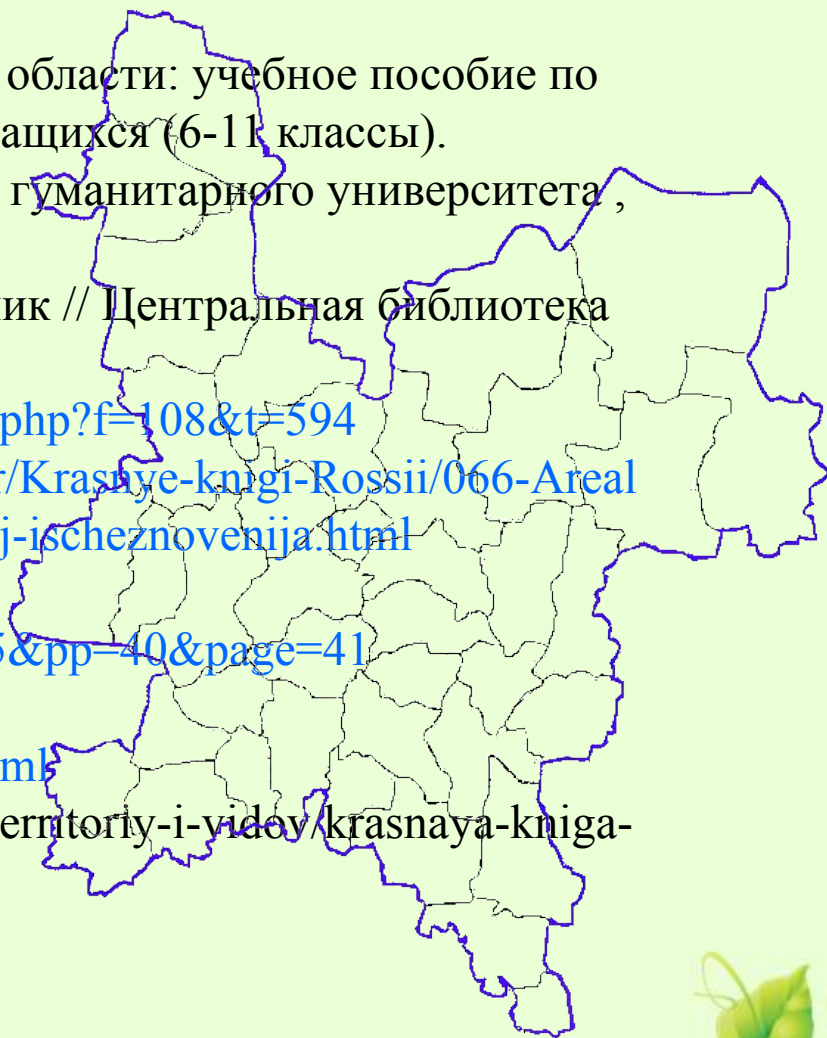 области: учебное пособие по
ащихся (6-11 классы).
гуманитарного университета ,
ик // Центральная библиотека
php?f=108&t=594
r/Krasnye-knigi-Rossii/066-Areal
j-ischeznovenija.html
5&pp=40&page=41
ml
erritoriy-i-vidov/krasnaya-kniga-